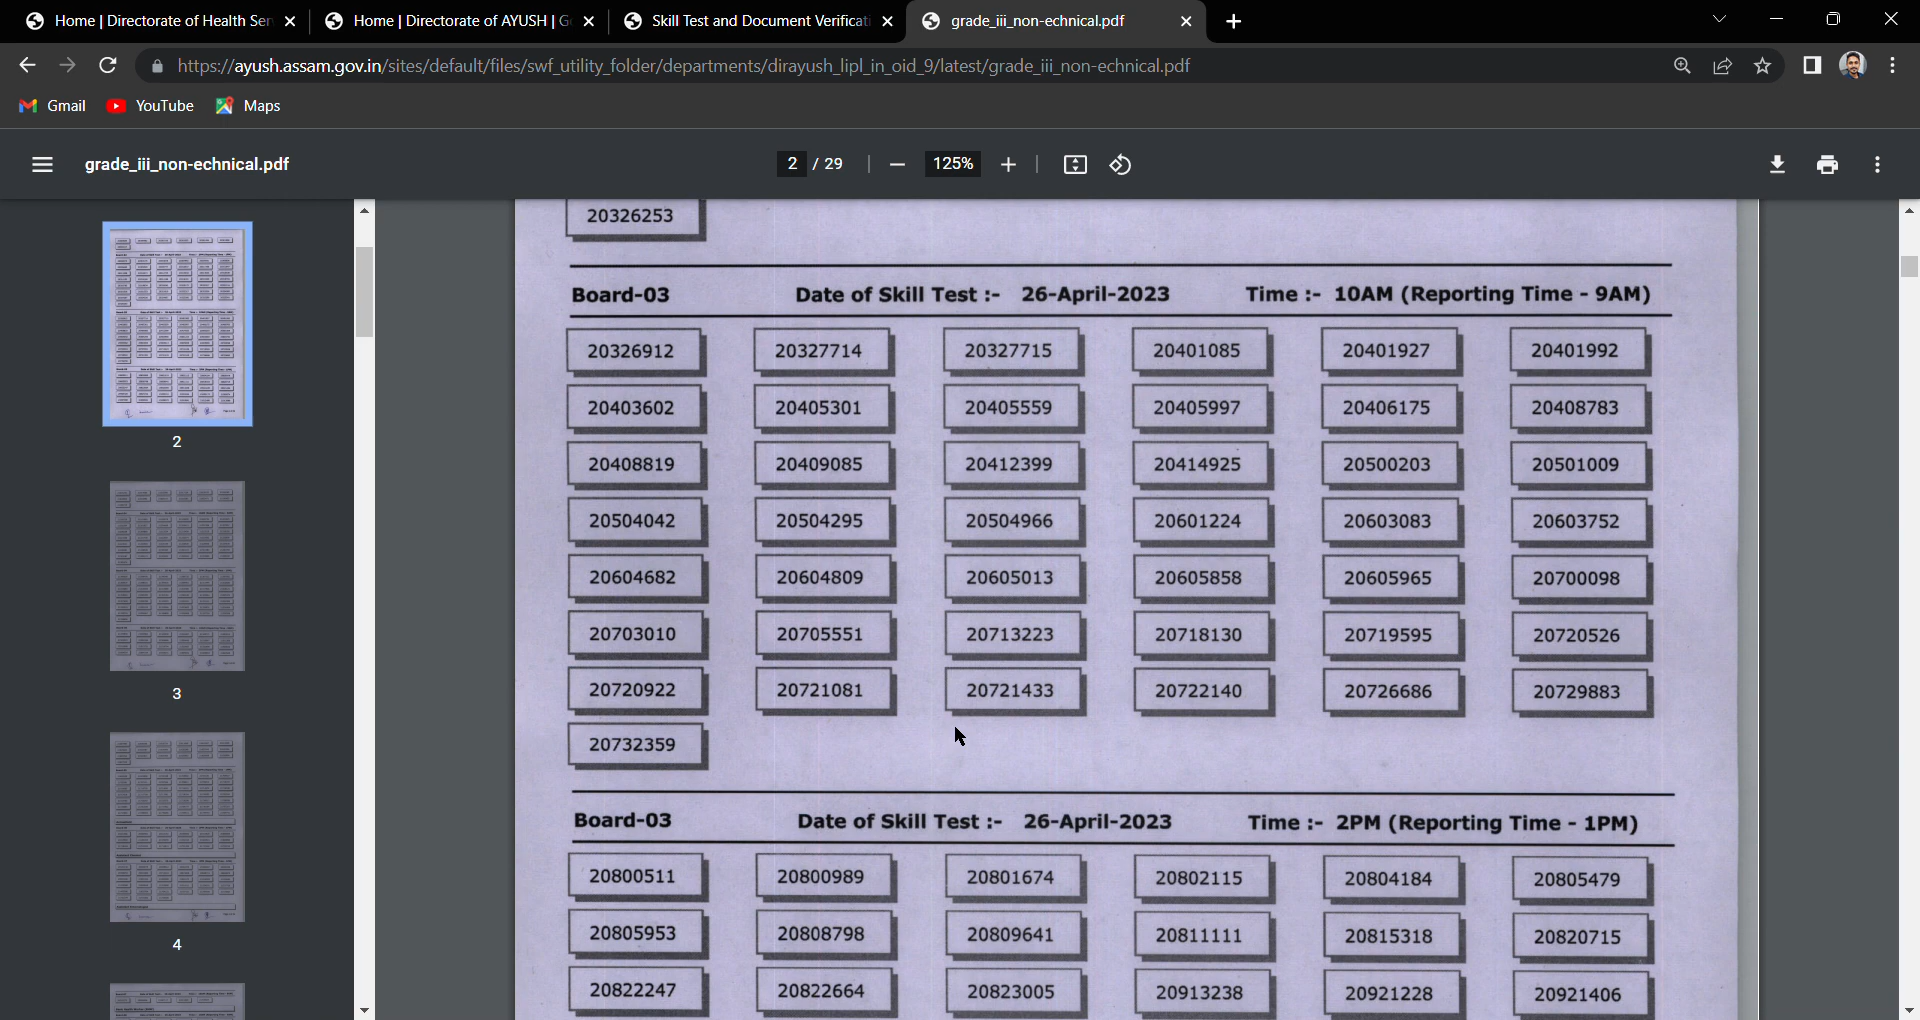 Home | Directorate of Health Ser
Home | Directorate of AYUSH | G
Skill Test and Document Verificati
grade_iii_non-echnical.pdf
https://ayush.assam.gov.in/sites/default/files/swf_utility_folder/departments/dirayush_lipl_in_oid_9/latest/grade_iii_non-echnical.pdf
Gmail YouTube Maps
grade_iii_non-echnical.pdf 2 / 29 125%
2
3
4
20326253
Board-03 Date of Skill Test :- 26-April-2023 Time :- 10AM (Reporting Time - 9AM)
20326912 20327714 20327715 20401085 20401927 20401992
20403602 20405301 20405559 20405997 20406175 20408783
20408819 20409085 20412399 20414925 20500203 20501009
20504042 20504295 20504966 20601224 20603083 20603752
20604682 20604809 20605013 20605858 20605965 20700098
20703010 20705551 20713223 20718130 20719595 20720526
20720922 20721081 20721433 20722140 20726686 20729883
20732359
Board-03 Date of Skill Test :- 26-April-2023 Time :- 2PM (Reporting Time - 1PM)
20800511 20800989 20801674 20802115 20804184 20805479
20805953 20808798 20809641 20811111 20815318 20820715
20822247 20822664 20823005 20913238 20921228 20921406